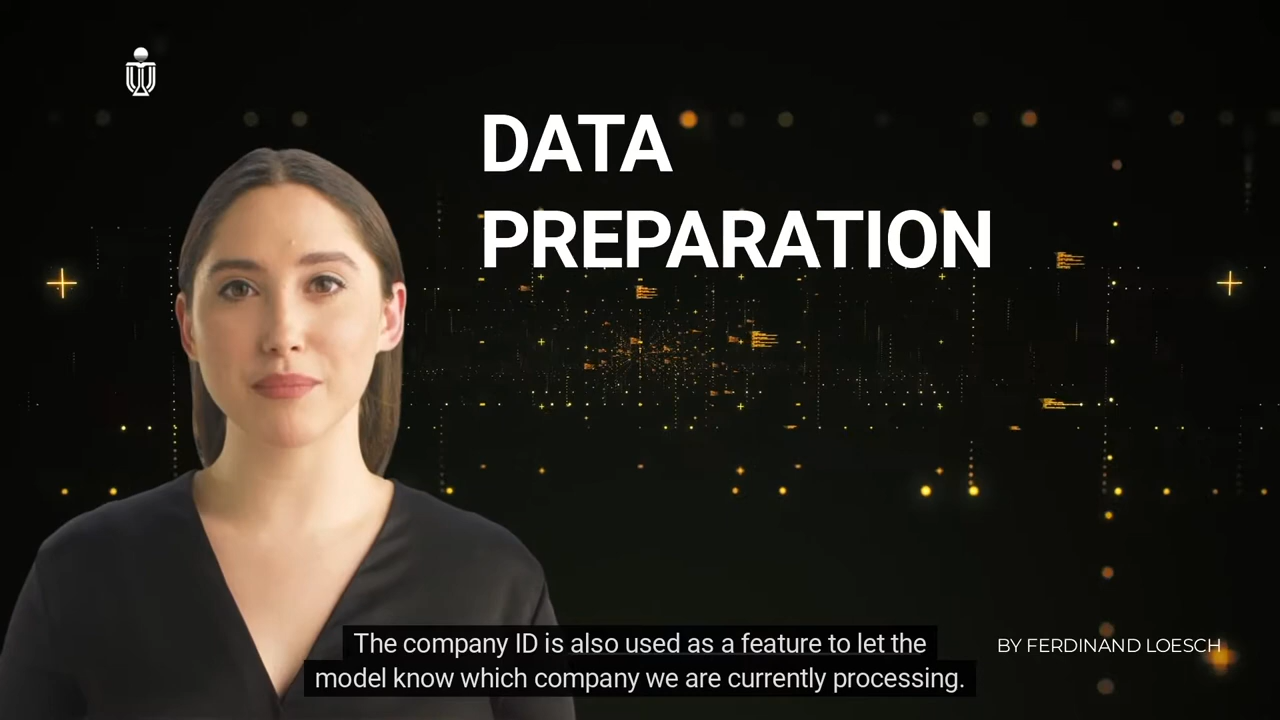 DATA
PREPARATION
The company ID is also used as a feature to let the
model know which company we are currently processing.
BY FERDINAND LOESCH